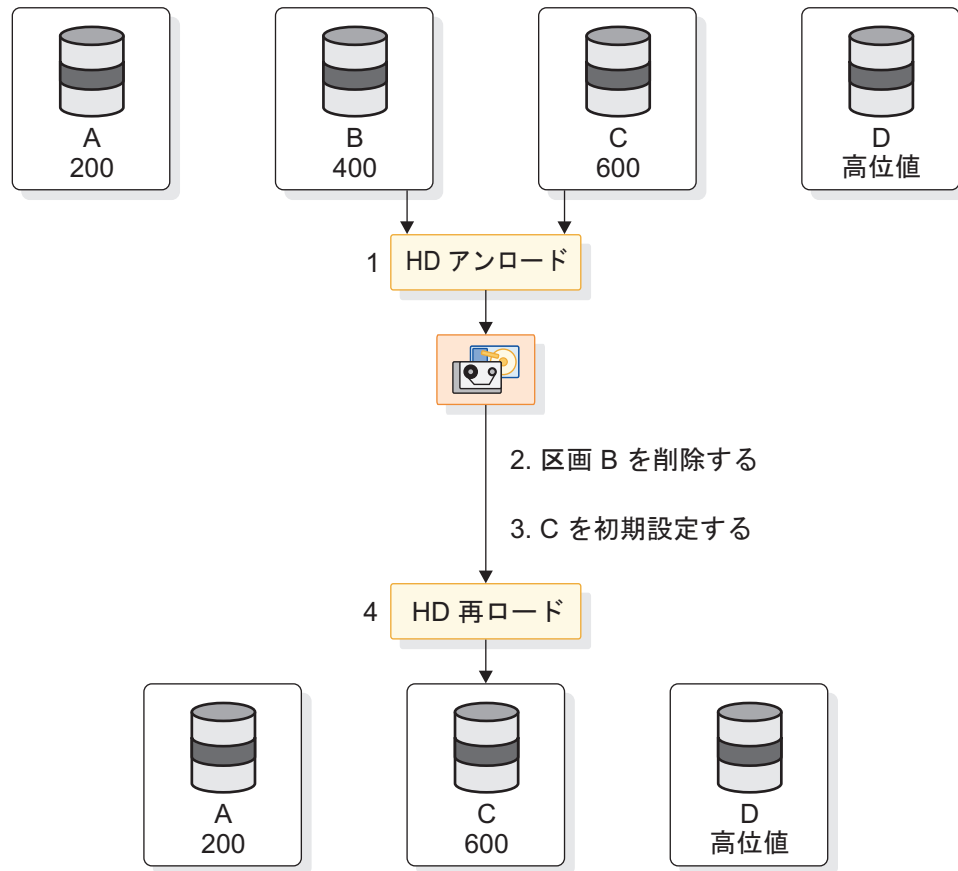 A
200
B
400
C
600
D
高位値
1
HD アンロード
2. 区画 B を削除する
3. C を初期設定する
4
HD 再ロード
A
200
C
600
D
高位値